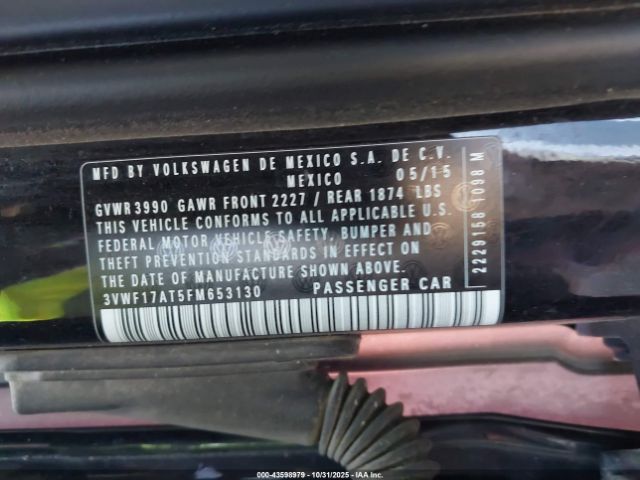 MFD BY VOLKSWAGEN DE MEXICO S.A. DE C.V.
MEXICO 05/15
GVWR 3990 GAWR FRONT 2227 / REAR 1874 LBS
THIS VEHICLE CONFORMS TO ALL APPLICABLE U.S.
FEDERAL MOTOR VEHICLE SAFETY, BUMPER AND
THEFT PREVENTION STANDARDS IN EFFECT ON
THE DATE OF MANUFACTURE SHOWN ABOVE.
3VWF17AT5FM653130 PASSENGER CAR
2229158 1098 M
000-43598979 - 10/31/2025 - IAAI.com